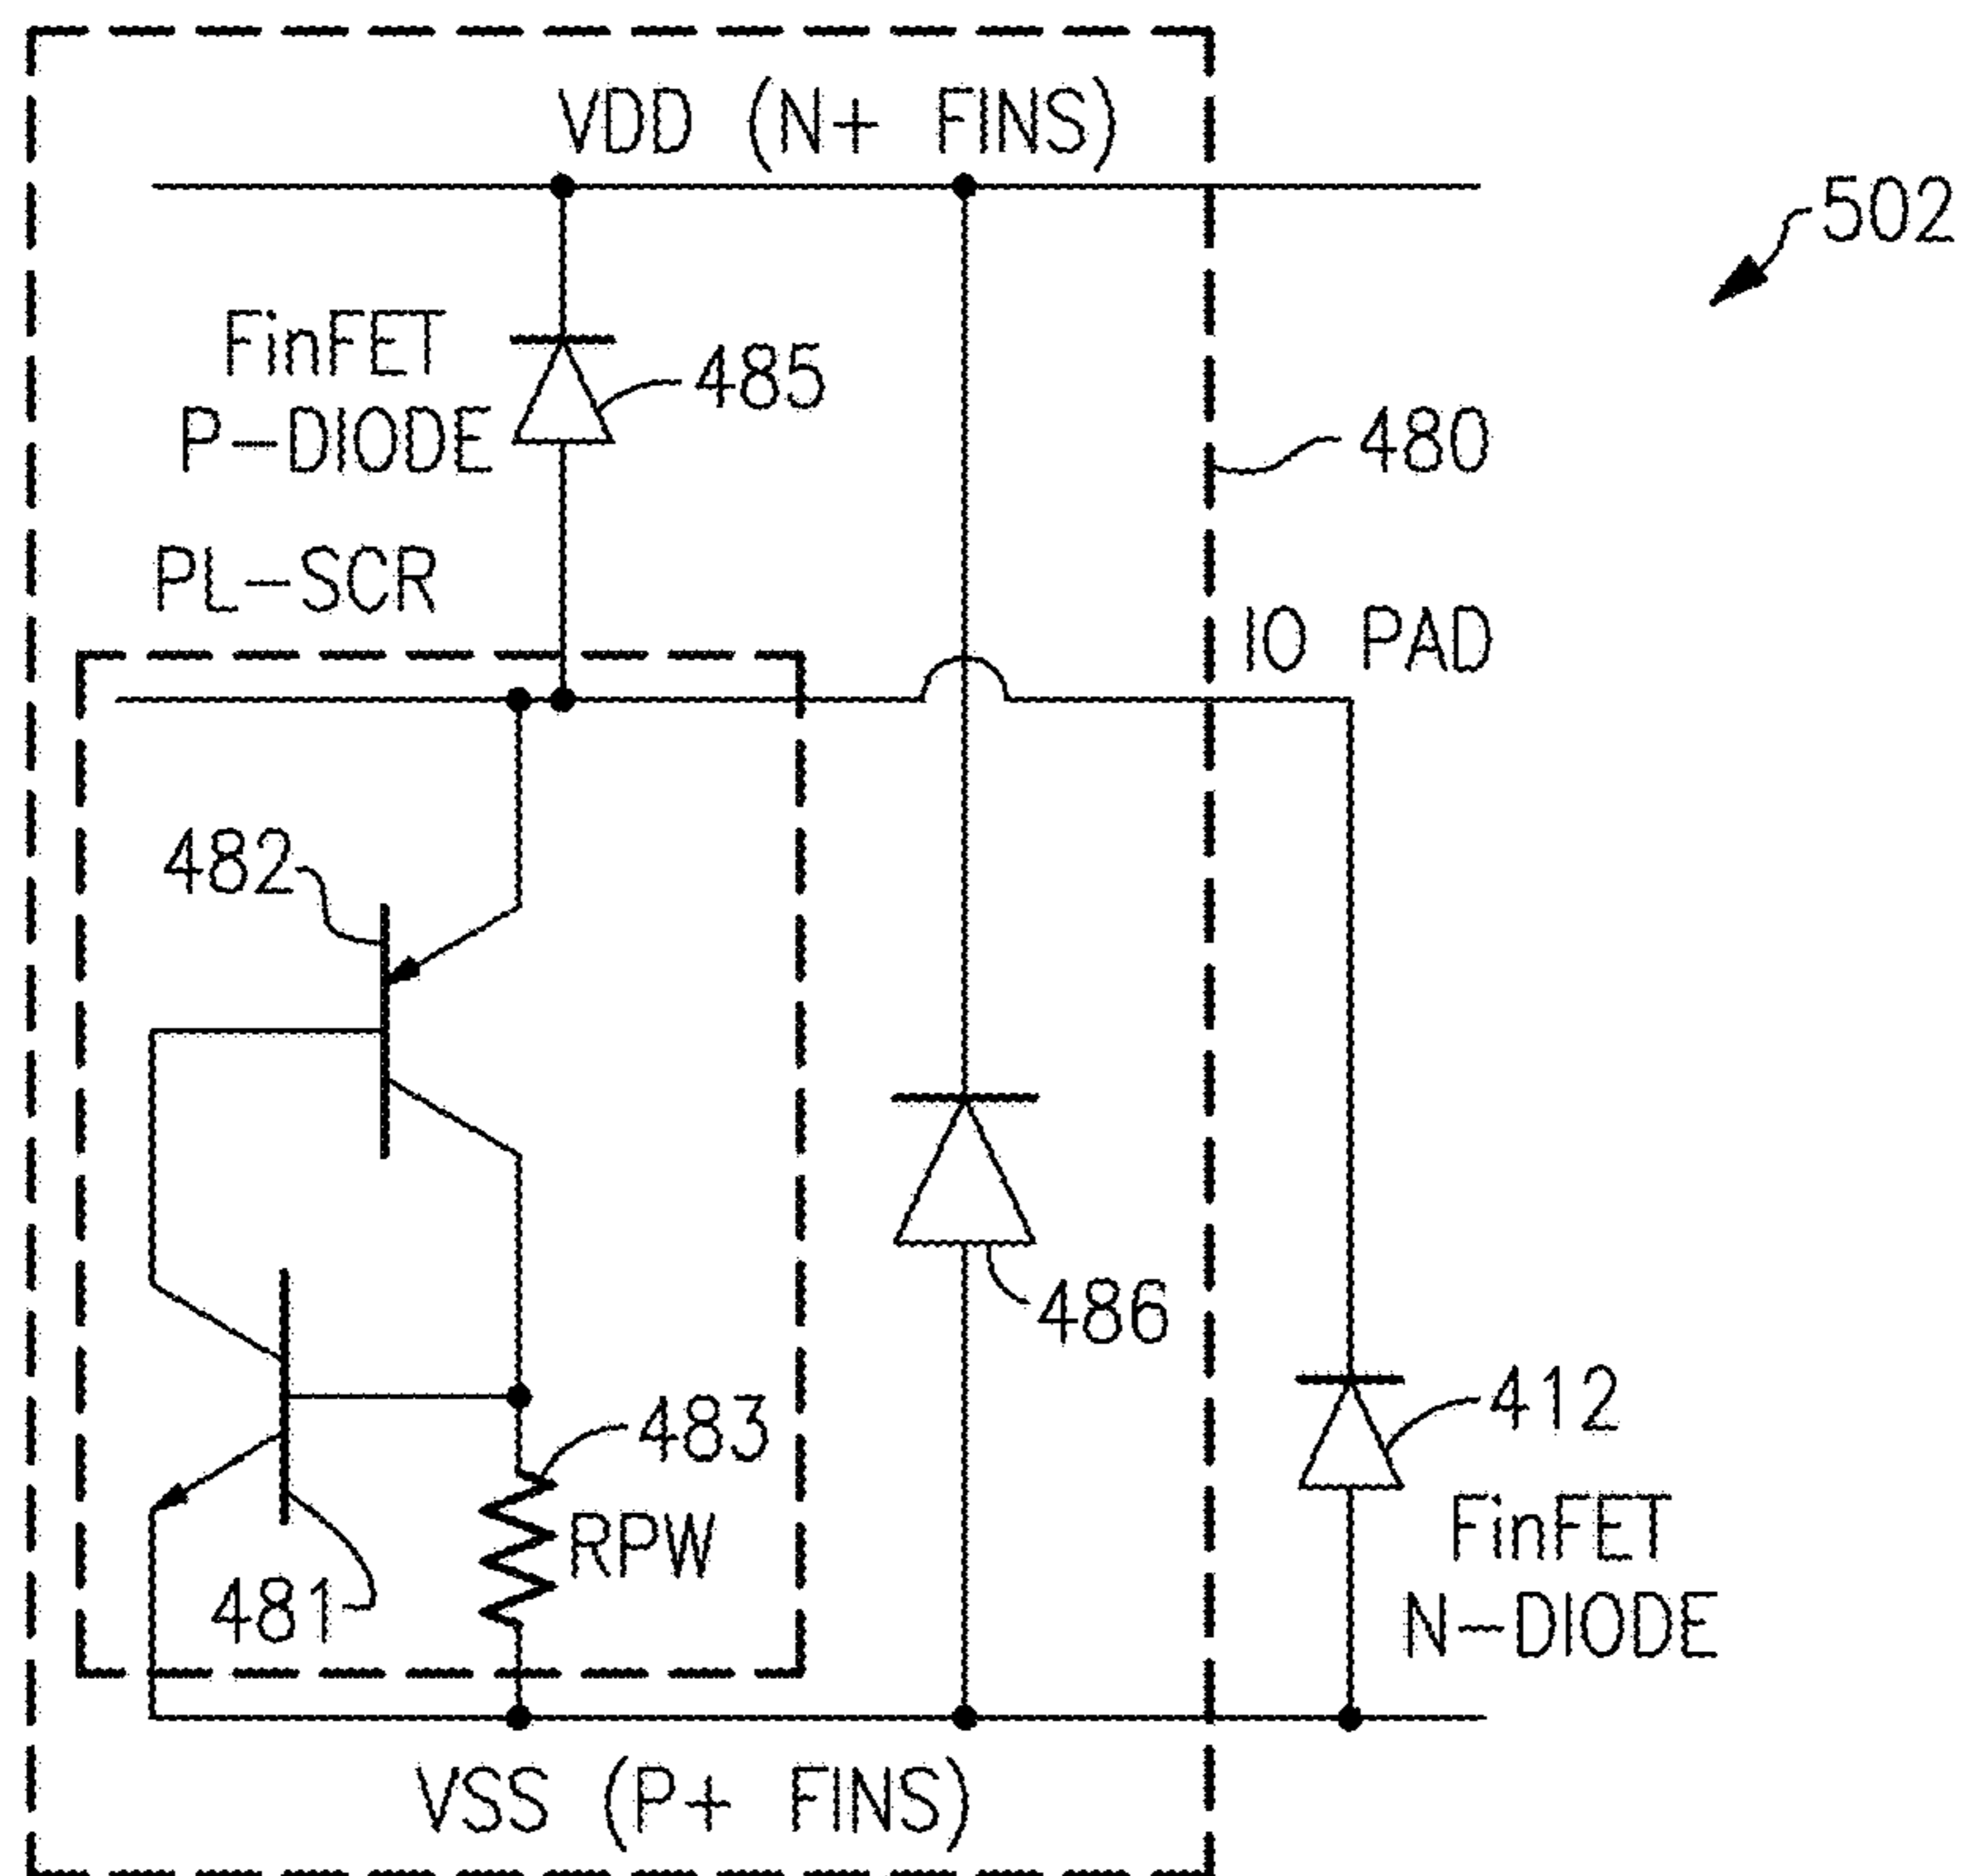 VDD (N+ FINS)
502
FinFET
P-DIODE
485
480
PL-SCR
IO PAD
482
486
412
483
RPW
FinFET
N-DIODE
481
VSS (P+ FINS)